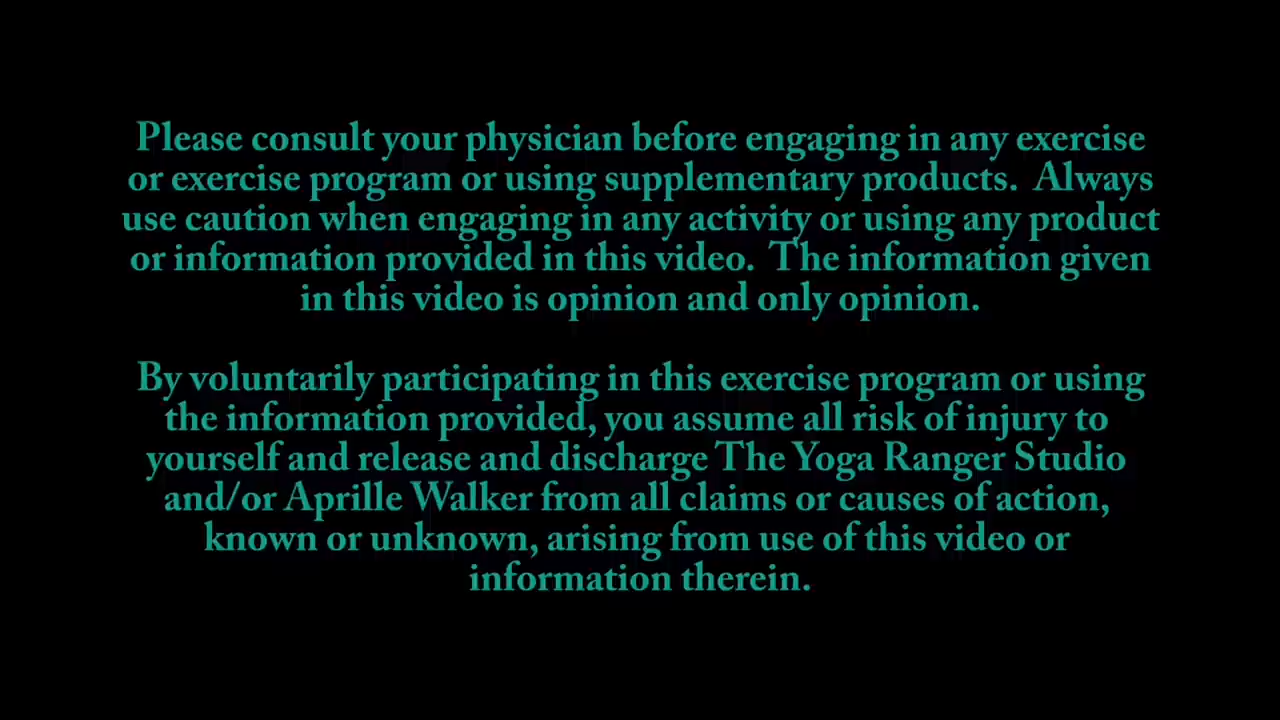 Please consult your physician before engaging in any exercise
or exercise program or using supplementary products.  Always
use caution when engaging in any activity or using any product
or information provided in this video.  The information given
in this video is opinion and only opinion.
By voluntarily participating in this exercise program or using
the information provided, you assume all risk of injury to
yourself and release and discharge The Yoga Ranger Studio
and/or Aprille Walker from all claims or causes of action,
known or unknown, arising from use of this video or
information therein.